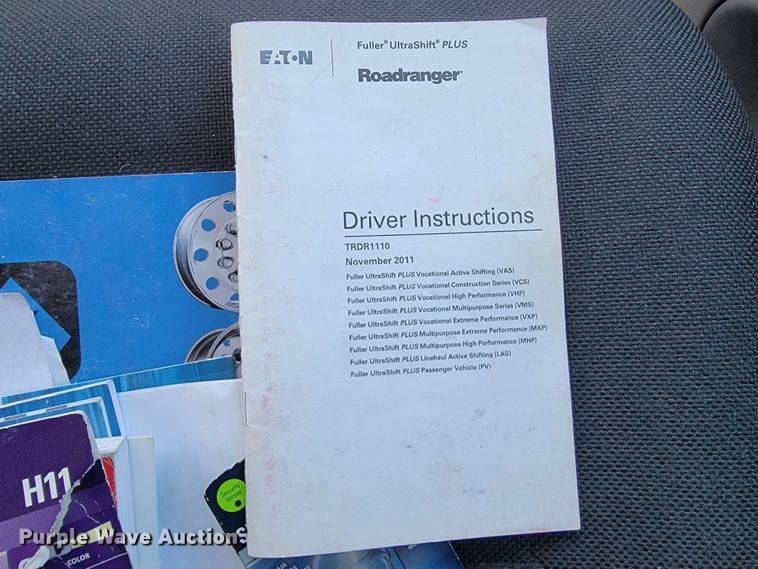 EATON
Fuller® UltraShift® PLUS
Roadranger®
Driver Instructions
TRDR1110
November 2011
Fuller UltraShift PLUS Vocational Active Shifting (VAS)
Fuller UltraShift PLUS Vocational Construction Series (VCS)
Fuller UltraShift PLUS Vocational High Performance (VHP)
Fuller UltraShift PLUS Vocational Multipurpose Series (VMS)
Fuller UltraShift PLUS Vocational Extreme Performance (VXP)
Fuller UltraShift PLUS Multipurpose Extreme Performance (MXP)
Fuller UltraShift PLUS Multipurpose High Performance (MHP)
Fuller UltraShift PLUS Linehaul Active Shifting (LAS)
Fuller UltraShift PLUS Passenger Vehicle (PV)
H11
Security
Sensor
COLOR
Purple Wave Auction